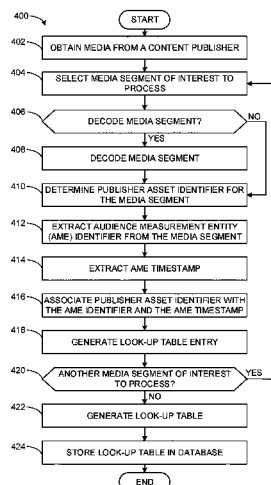 400
START
402
OBTAIN MEDIA FROM A CONTENT PUBLISHER
404
SELECT MEDIA SEGMENT OF INTEREST TO
PROCESS
406
DECODE MEDIA SEGMENT?
NO
YES
408
DECODE MEDIA SEGMENT
410
DETERMINE PUBLISHER ASSET IDENTIFIER FOR
THE MEDIA SEGMENT
412
EXTRACT AUDIENCE MEASUREMENT ENTITY
(AME) IDENTIFIER FROM THE MEDIA SEGMENT
414
EXTRACT AME TIMESTAMP
416
ASSOCIATE PUBLISHER ASSET IDENTIFIER WITH
THE AME IDENTIFIER AND THE AME TIMESTAMP
418
GENERATE LOOK-UP TABLE ENTRY
420
ANOTHER MEDIA SEGMENT OF INTEREST
TO PROCESS?
YES
NO
422
GENERATE LOOK-UP TABLE
424
STORE LOOK-UP TABLE IN DATABASE
END